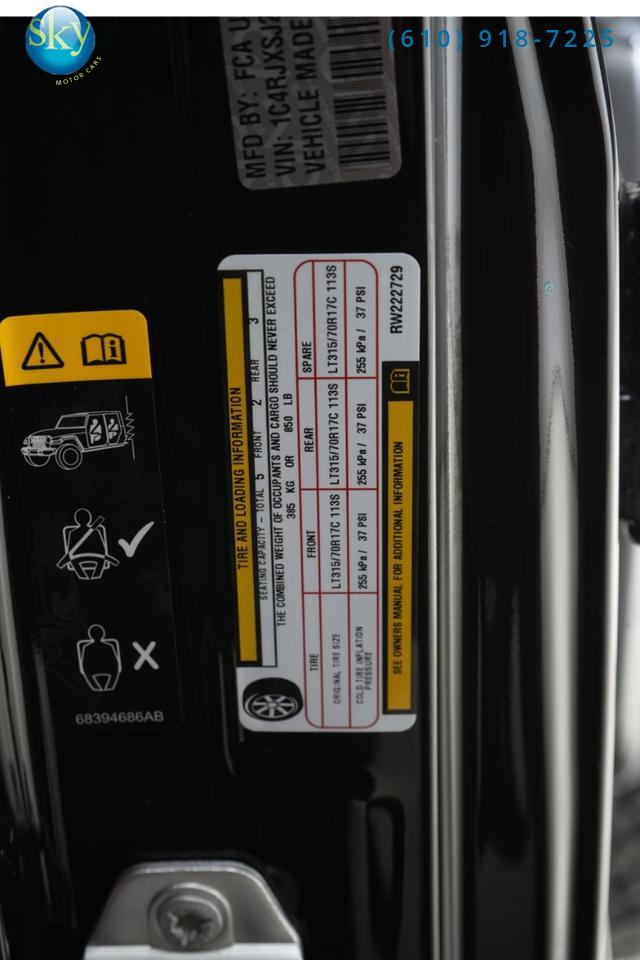 Sky
MOTOR CARS
(610) 918-7225
MFD BY: FCA U
VIN: 1C4RJXSJ
VEHICLE MADE
TIRE AND LOADING INFORMATION
SEATING CAPACITY - TOTAL 5 FRONT 2 REAR 3
THE COMBINED WEIGHT OF OCCUPANTS AND CARGO SHOULD NEVER EXCEED
385 KG OR 850 LB
TIRE FRONT REAR SPARE
ORIGINAL TIRE SIZE LT315/70R17C 113S LT315/70R17C 113S LT315/70R17C 113S
COLD TIRE INFLATION PRESSURE 255 kPa / 37 PSI 255 kPa / 37 PSI 255 kPa / 37 PSI
SEE OWNERS MANUAL FOR ADDITIONAL INFORMATION
RW222729
68394686AB